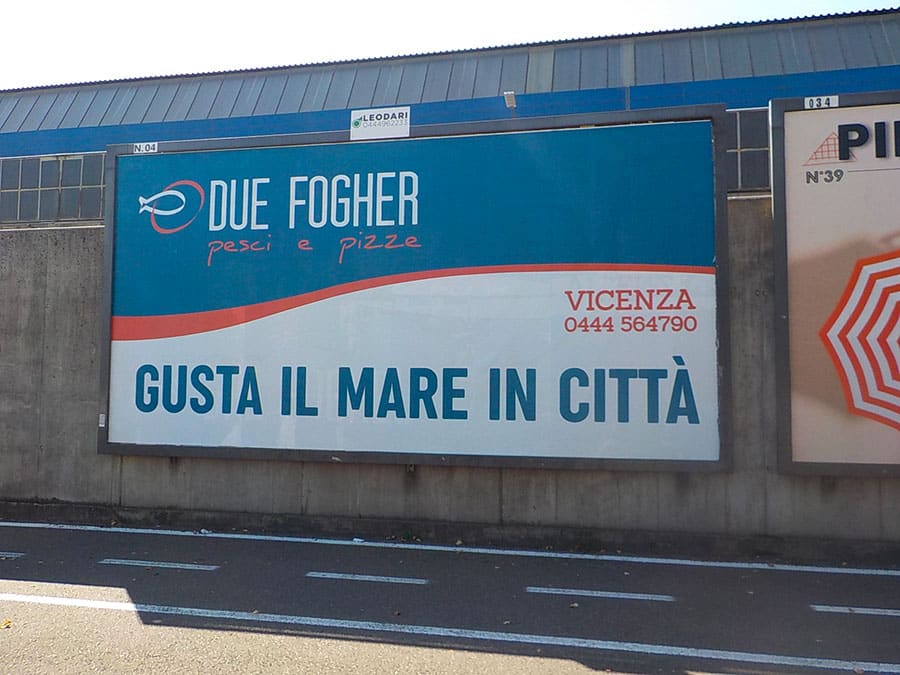 LEODARI
0444962233
N.04
DUE FOGHER
pesci e pizze
VICENZA
0444 564790
GUSTA IL MARE IN CITTÀ
034
N°39